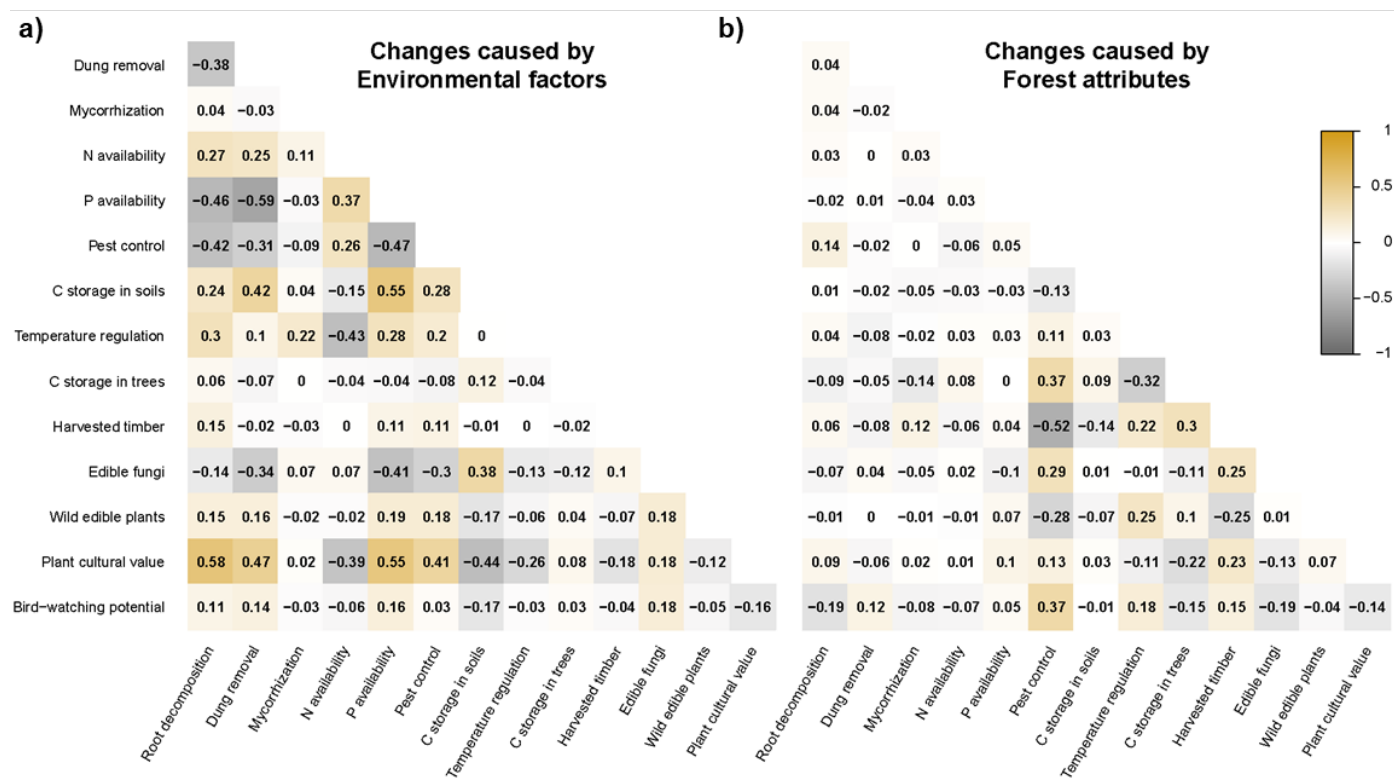 a)
Changes caused by
Environmental factors
Dung removal −0.38
Mycorrhization 0.04 −0.03
N availability 0.27 0.25 0.11
P availability −0.46 −0.59 −0.03 0.37
Pest control −0.42 −0.31 −0.09 0.26 −0.47
C storage in soils 0.24 0.42 0.04 −0.15 0.55 0.28
Temperature regulation 0.3 0.1 0.22 −0.43 0.28 0.2 0
C storage in trees 0.06 −0.07 0 −0.04 −0.04 −0.08 0.12 −0.04
Harvested timber 0.15 −0.02 −0.03 0 0.11 0.11 −0.01 0 −0.02
Edible fungi −0.14 −0.34 0.07 0.07 −0.41 −0.3 0.38 −0.13 −0.12 0.1
Wild edible plants 0.15 0.16 −0.02 −0.02 0.19 0.18 −0.17 −0.06 0.04 −0.07 0.18
Plant cultural value 0.58 0.47 0.02 −0.39 0.55 0.41 −0.44 −0.26 0.08 −0.18 0.18 −0.12
Bird−watching potential 0.11 0.14 −0.03 −0.06 0.16 0.03 −0.17 −0.03 0.03 −0.04 0.18 −0.05 −0.16
Root decomposition
Dung removal
Mycorrhization
N availability
P availability
Pest control
C storage in soils
Temperature regulation
C storage in trees
Harvested timber
Edible fungi
Wild edible plants
Plant cultural value
b)
Changes caused by
Forest attributes
0.04
0.04 −0.02
0.03 0 0.03
−0.02 0.01 −0.04 0.03
0.14 −0.02 0 −0.06 0.05
0.01 −0.02 −0.05 −0.03 −0.03 −0.13
0.04 −0.08 −0.02 0.03 0.03 0.11 0.03
−0.09 −0.05 −0.14 0.08 0 0.37 0.09 −0.32
0.06 −0.08 0.12 −0.06 0.04 −0.52 −0.14 0.22 0.3
−0.07 0.04 −0.05 0.02 −0.1 0.29 0.01 −0.01 −0.11 0.25
−0.01 0 −0.01 −0.01 0.07 −0.28 −0.07 0.25 0.1 −0.25 0.01
0.09 −0.06 0.02 0.01 0.1 0.13 0.03 −0.11 −0.22 0.23 −0.13 0.07
−0.19 0.12 −0.08 −0.07 0.05 0.37 −0.01 0.18 −0.15 0.15 −0.19 −0.04 −0.14
Root decomposition
Dung removal
Mycorrhization
N availability
P availability
Pest control
C storage in soils
Temperature regulation
C storage in trees
Harvested timber
Edible fungi
Wild edible plants
Plant cultural value
1
0.5
0
−0.5
−1